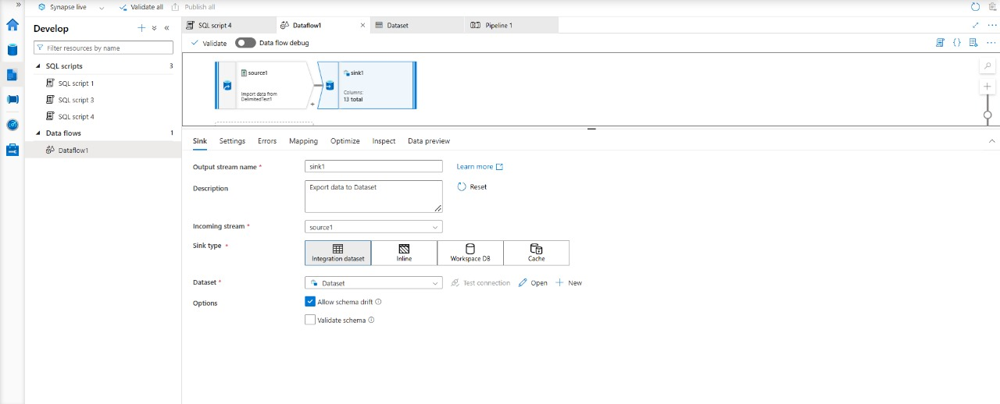 Synapse live
Validate all
Publish all
Develop
Filter resources by name
SQL scripts 3
SQL script 1
SQL script 3
SQL script 4
Data flows 1
Dataflow1
SQL script 4
Dataflow1
Dataset
Pipeline 1
Validate
Data flow debug
source1
Import data from
DelimitedText1
+
sink1
Columns:
13 total
Sink Settings Errors Mapping Optimize Inspect Data preview
Output stream name * sink1 Learn more
Description Export data to Dataset Reset
Incoming stream * source1
Sink type * Integration dataset Inline Workspace DB Cache
Dataset * Dataset Test connection Open New
Options Allow schema drift
Validate schema